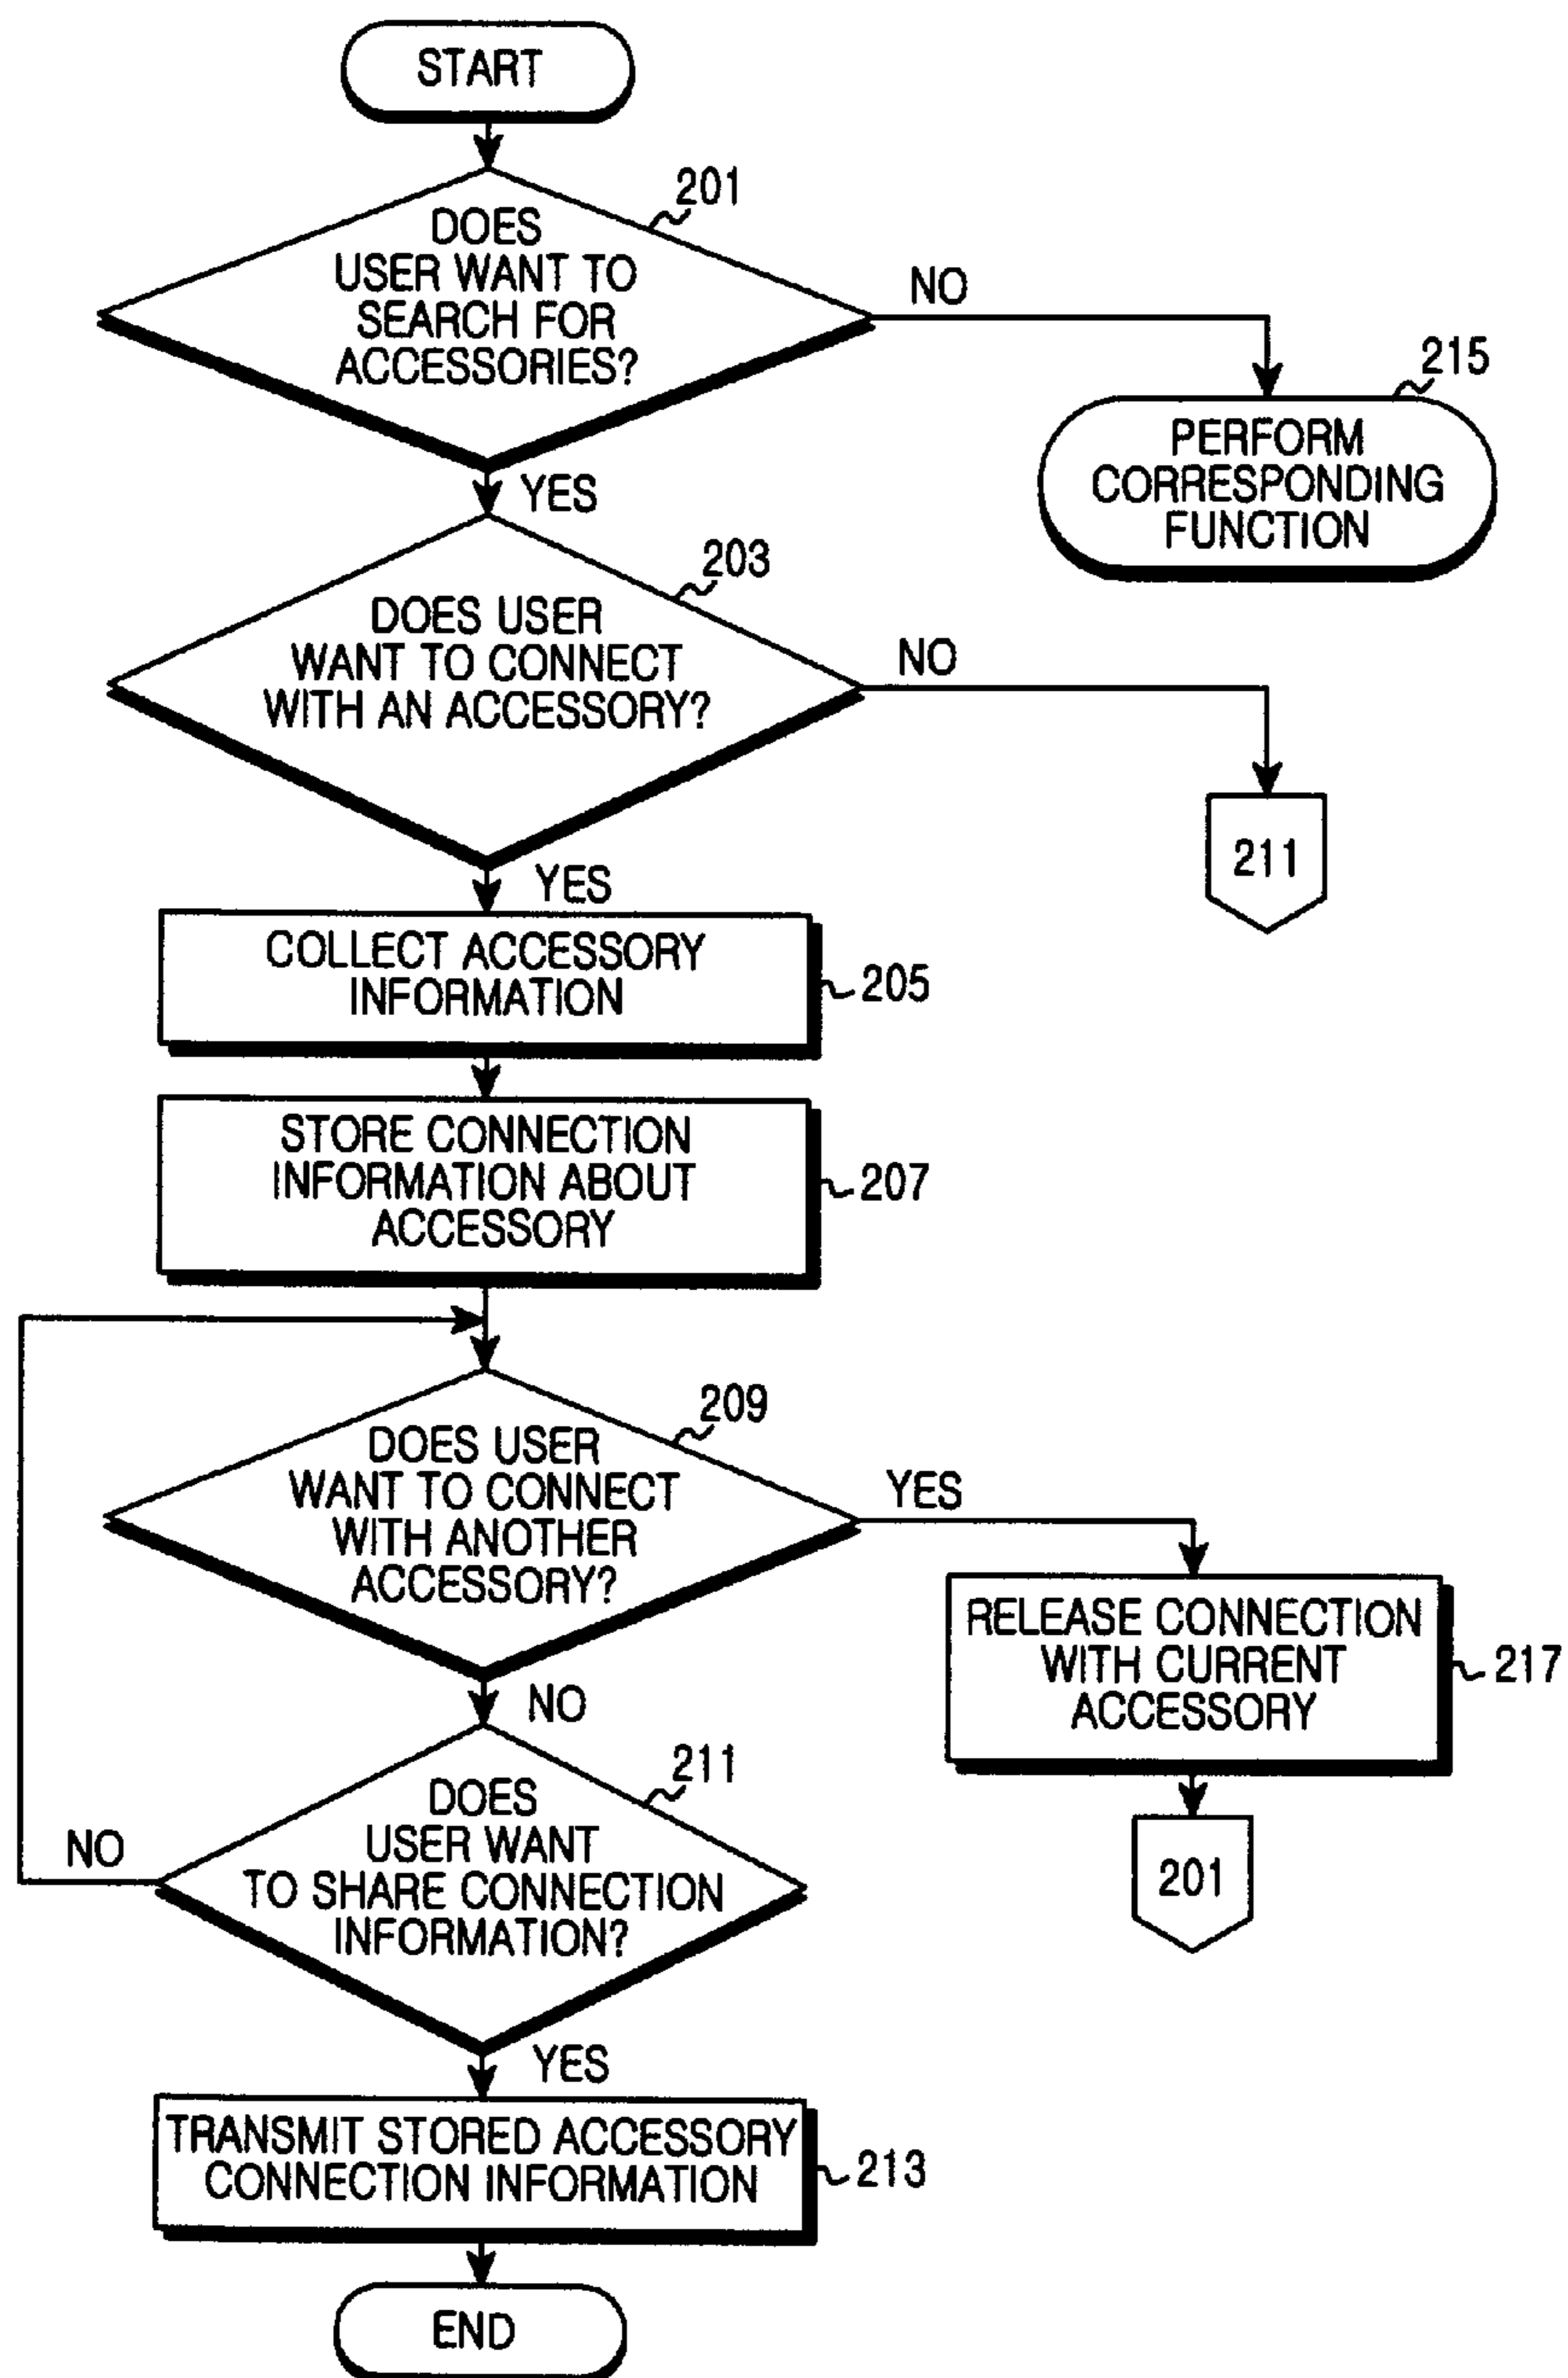 START
201
DOES
USER WANT TO
SEARCH FOR
ACCESSORIES?
NO
215
PERFORM
CORRESPONDING
FUNCTION
YES
203
DOES USER
WANT TO CONNECT
WITH AN ACCESSORY?
NO
211
YES
COLLECT ACCESSORY
INFORMATION
205
STORE CONNECTION
INFORMATION ABOUT
ACCESSORY
207
209
DOES USER
WANT TO CONNECT
WITH ANOTHER
ACCESSORY?
YES
RELEASE CONNECTION
WITH CURRENT
ACCESSORY
217
NO
211
DOES
USER WANT
TO SHARE CONNECTION
INFORMATION?
NO
201
YES
TRANSMIT STORED ACCESSORY
CONNECTION INFORMATION
213
END